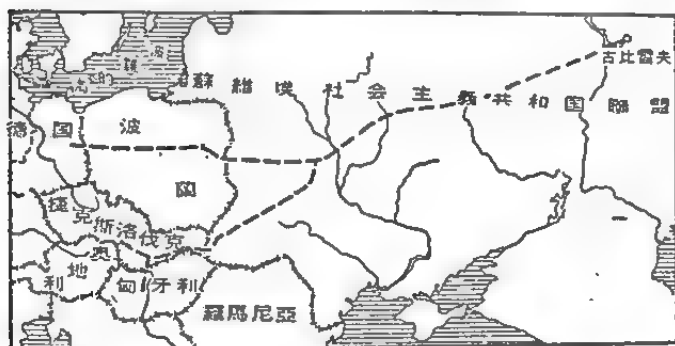 古比雪夫
蘇維埃社会主義共和国聯盟
德国
波蘭
捷克斯洛伐克
奥地利
匈牙利
羅馬尼亞